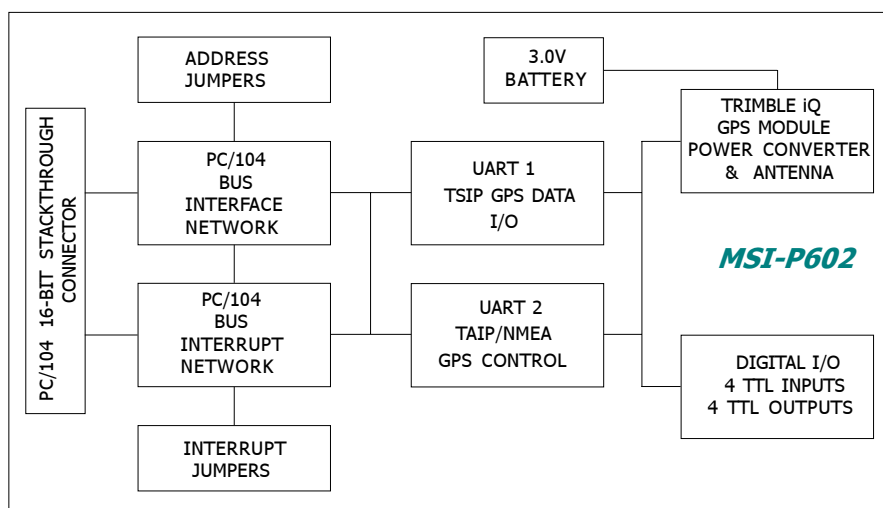 ADDRESS
JUMPERS
3.0V
BATTERY
TRIMBLE iQ
GPS MODULE
POWER CONVERTER
& ANTENNA
PC/104 16-BIT STACKTHROUGH
CONNECTOR
PC/104
BUS
INTERFACE
NETWORK
UART 1
TSIP GPS DATA
I/O
MSI-P602
PC/104
BUS
INTERRUPT
NETWORK
UART 2
TAIP/NMEA
GPS CONTROL
DIGITAL I/O
4 TTL INPUTS
4 TTL OUTPUTS
INTERRUPT
JUMPERS